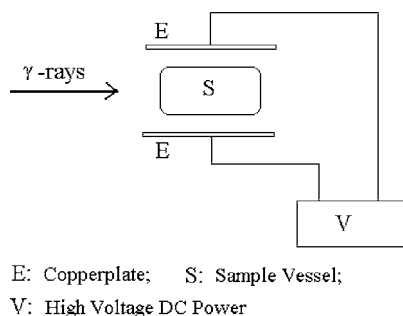 E
γ-rays
S
E
V
E: Copperplate; S: Sample Vessel;
V: High Voltage DC Power